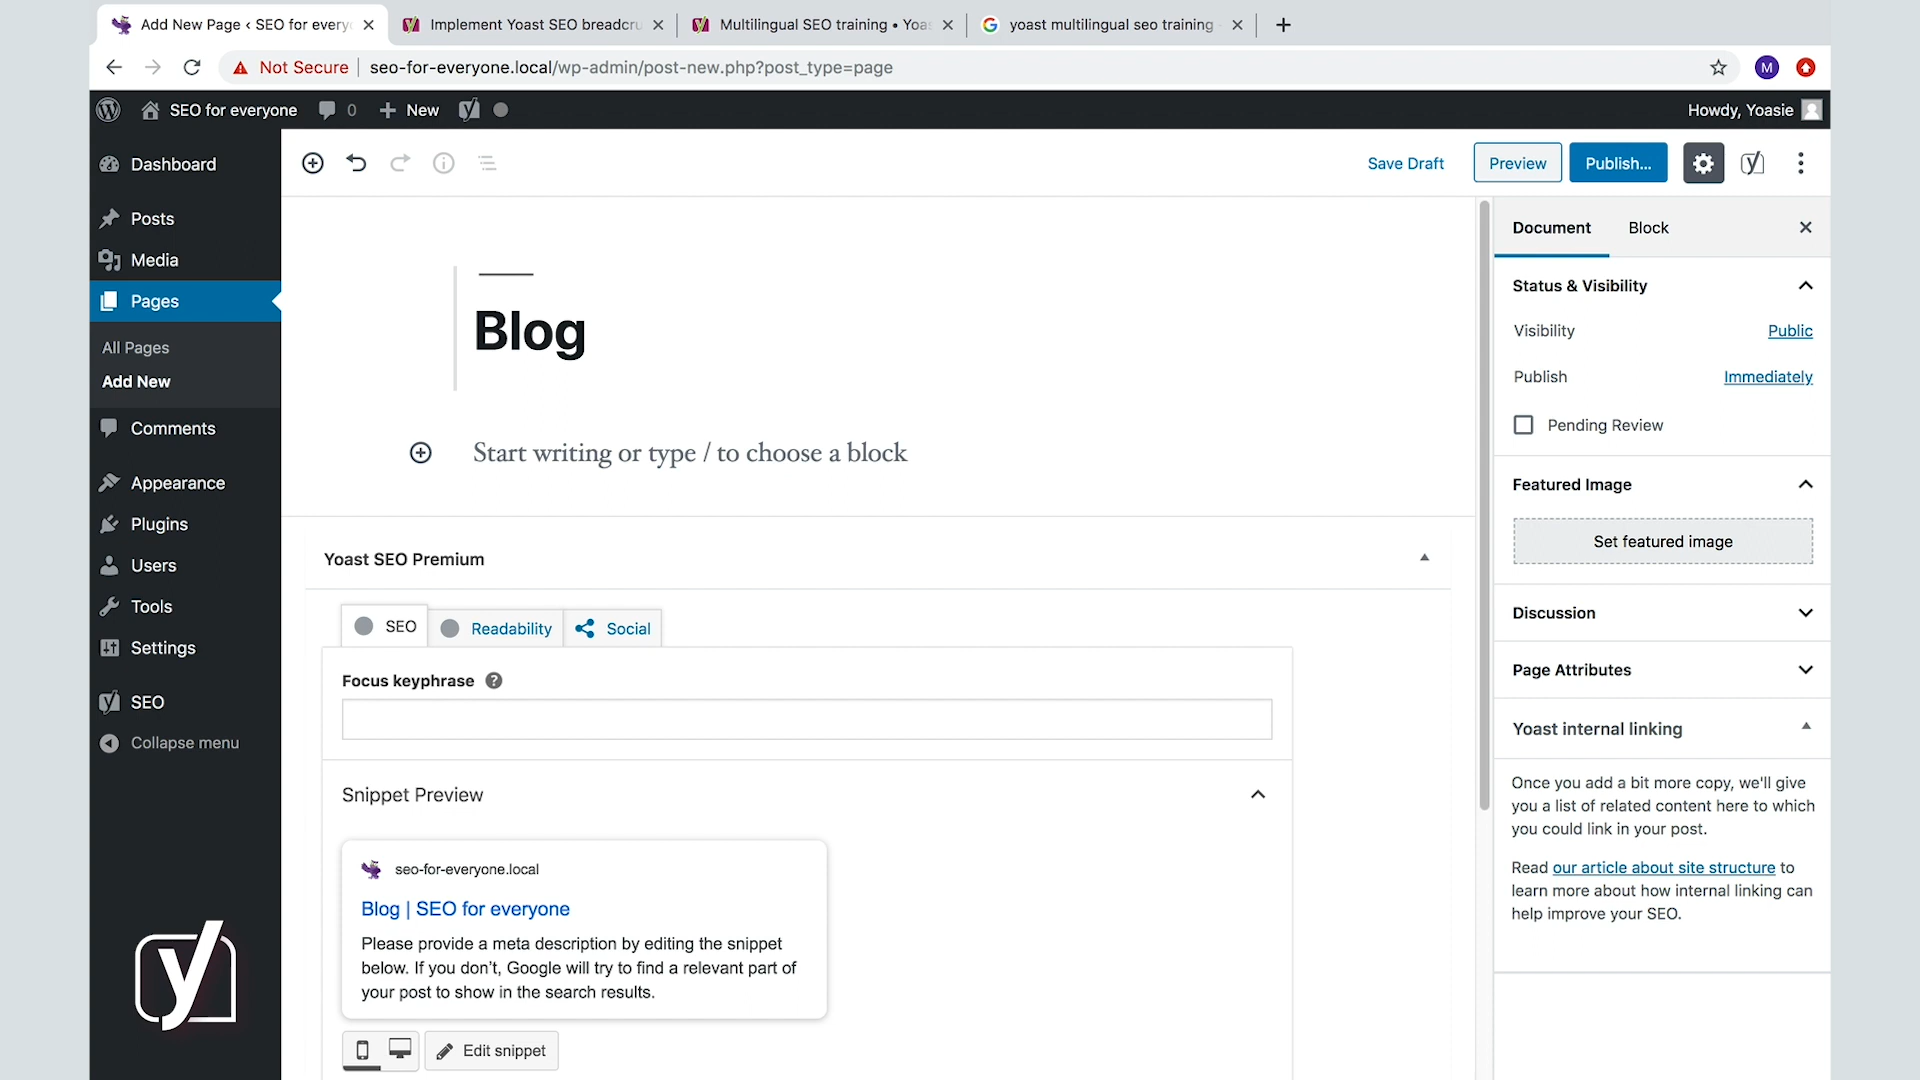 Add New Page ‹ SEO for every
Implement Yoast SEO breadcru
Multilingual SEO training • Yoa
yoast multilingual seo training
Not Secure
seo-for-everyone.local/wp-admin/post-new.php?post_type=page
M
SEO for everyone
0
New
Howdy, Yoasie
Dashboard
Posts
Media
Pages
All Pages
Add New
Comments
Appearance
Plugins
Users
Tools
Settings
SEO
Collapse menu
Save Draft
Preview
Publish...
Blog
Start writing or type / to choose a block
Yoast SEO Premium
SEO
Readability
Social
Focus keyphrase
Snippet Preview
seo-for-everyone.local
Blog | SEO for everyone
Please provide a meta description by editing the snippet
below. If you don’t, Google will try to find a relevant part of
your post to show in the search results.
Edit snippet
Document
Block
Status & Visibility
Visibility
Public
Publish
Immediately
Pending Review
Featured Image
Set featured image
Discussion
Page Attributes
Yoast internal linking
Once you add a bit more copy, we'll give
you a list of related content here to which
you could link in your post.
Read our article about site structure to
learn more about how internal linking can
help improve your SEO.
y